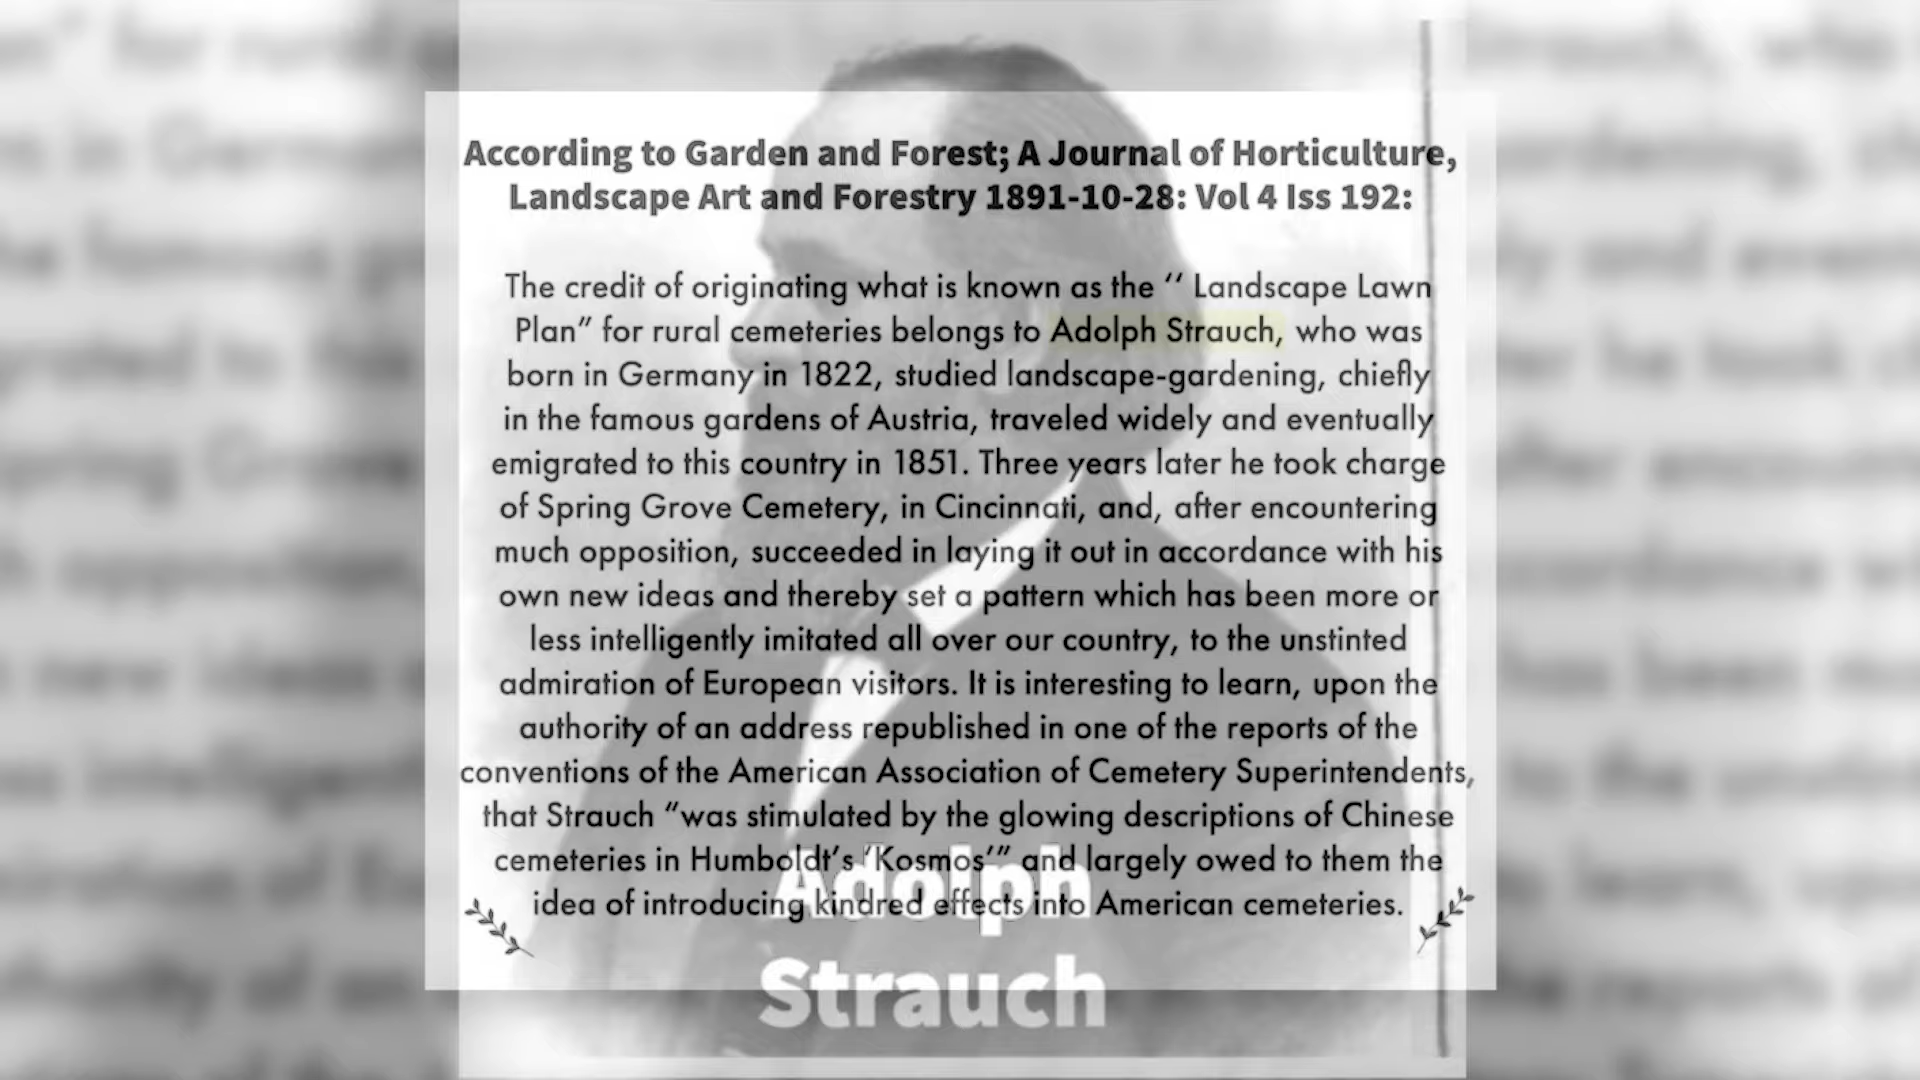 According to Garden and Forest; A Journal of Horticulture,
Landscape Art and Forestry 1891-10-28: Vol 4 Iss 192:
The credit of originating what is known as the ‘‘ Landscape Lawn
Plan” for rural cemeteries belongs to Adolph Strauch, who was
born in Germany in 1822, studied landscape-gardening, chiefly
in the famous gardens of Austria, traveled widely and eventually
emigrated to this country in 1851. Three years later he took charge
of Spring Grove Cemetery, in Cincinnati, and, after encountering
much opposition, succeeded in laying it out in accordance with his
own new ideas and thereby set a pattern which has been more or
less intelligently imitated all over our country, to the unstinted
admiration of European visitors. It is interesting to learn, upon the
authority of an address republished in one of the reports of the
conventions of the American Association of Cemetery Superintendents,
that Strauch “was stimulated by the glowing descriptions of Chinese
cemeteries in Humboldt’s ‘Kosmos’” and largely owed to them the
idea of introducing kindred effects into American cemeteries.
Adolph
Strauch